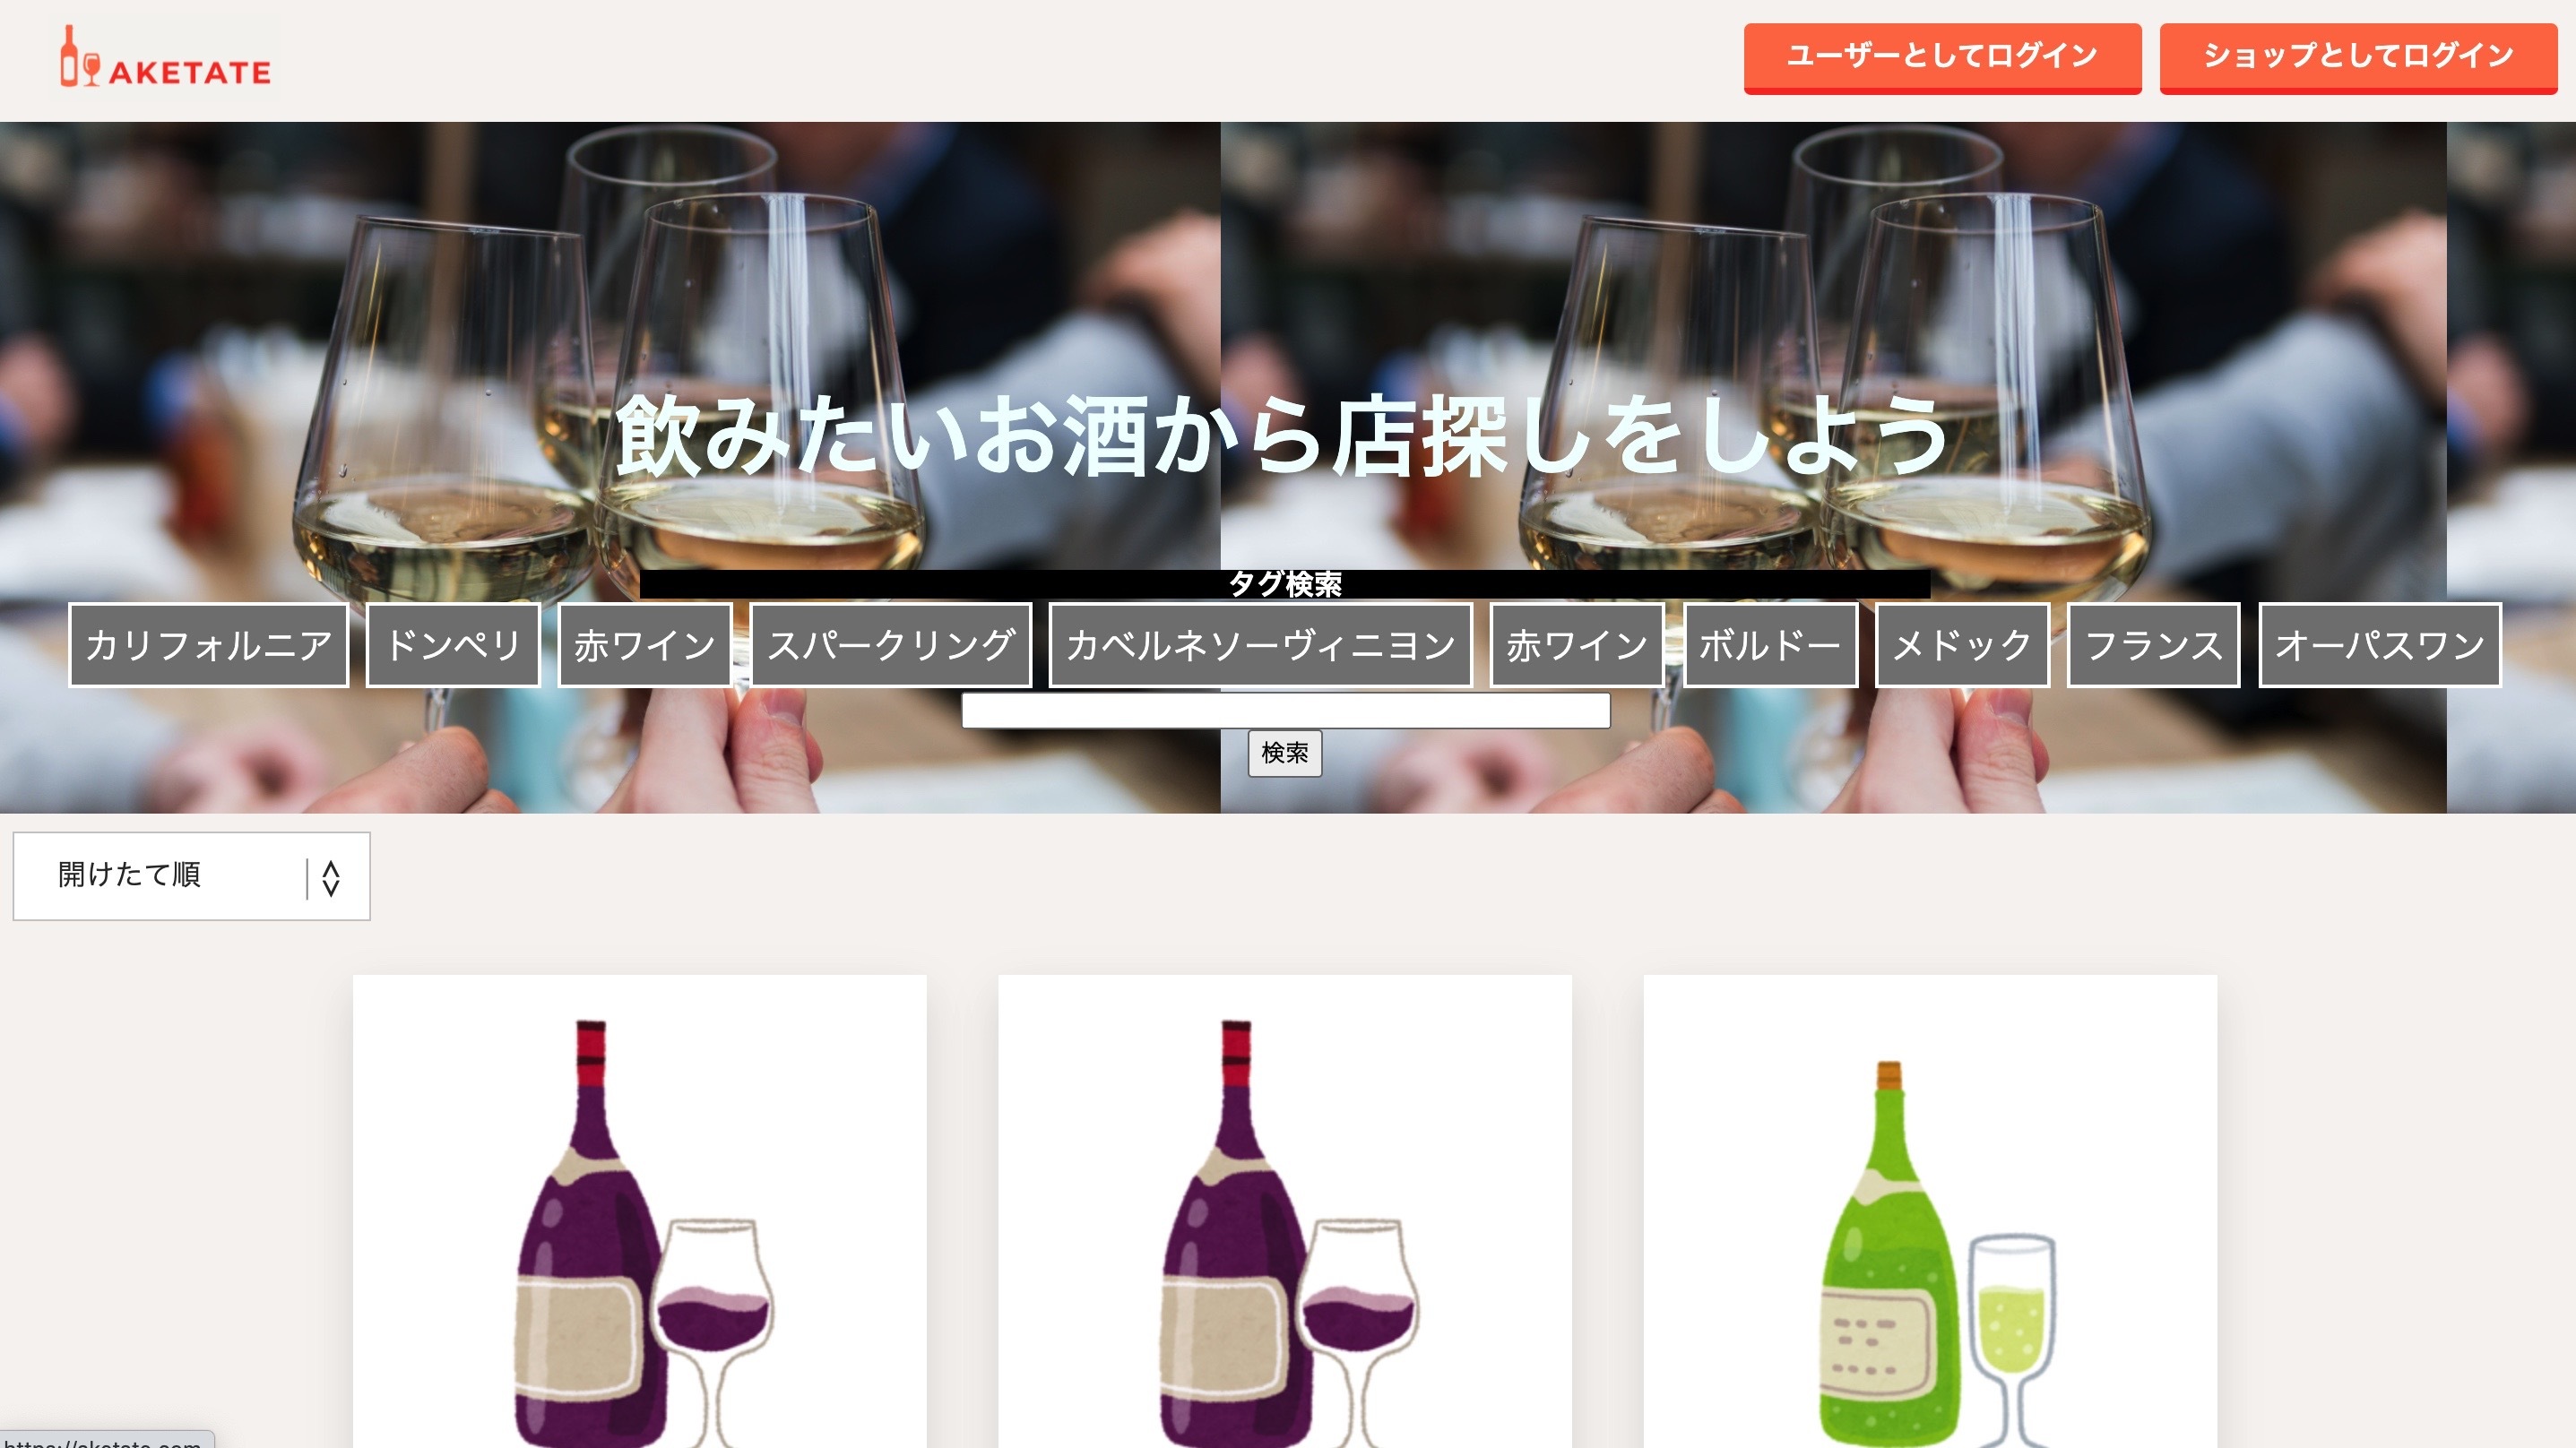 AKETATE
ユーザーとしてログイン
ショップとしてログイン
飲みたいお酒から店探しをしよう
タグ検索
カリフォルニア ドンペリ 赤ワイン スパークリング カベルネソーヴィニヨン 赤ワイン ボルドー メドック フランス オーパスワン
検索
開けたて順
https://aketate.com